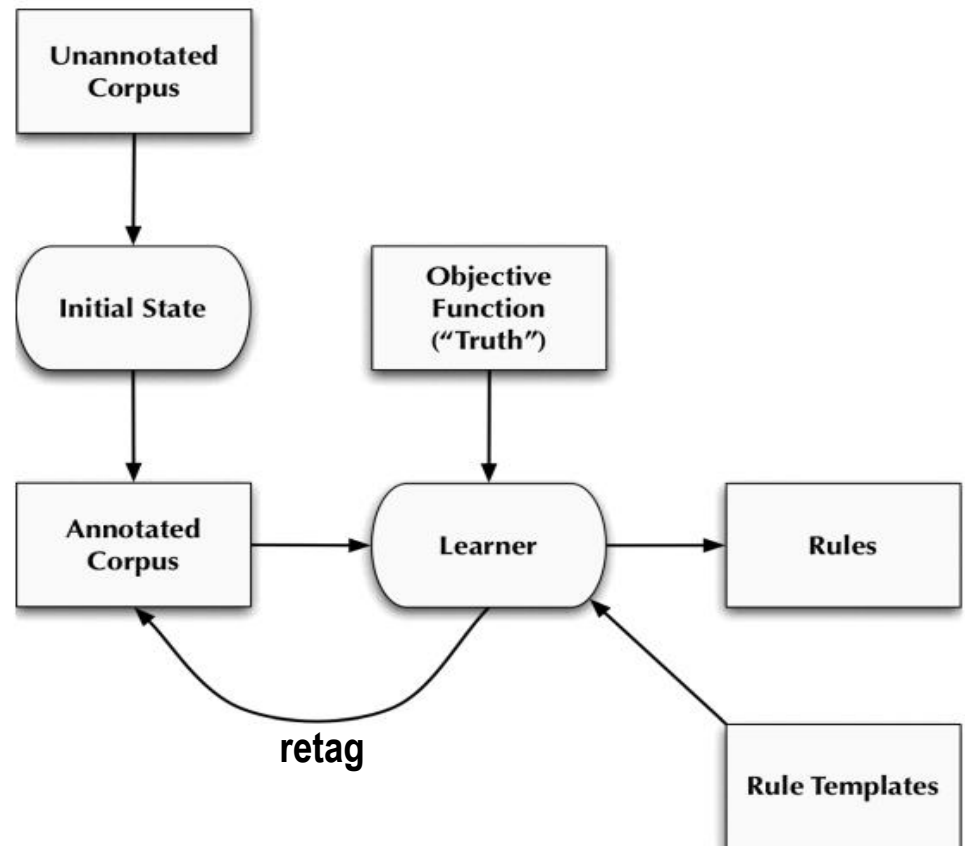 Unannotated
Corpus
Initial State
Objective
Function
(“Truth”)
Annotated
Corpus
Learner
Rules
retag
Rule Templates